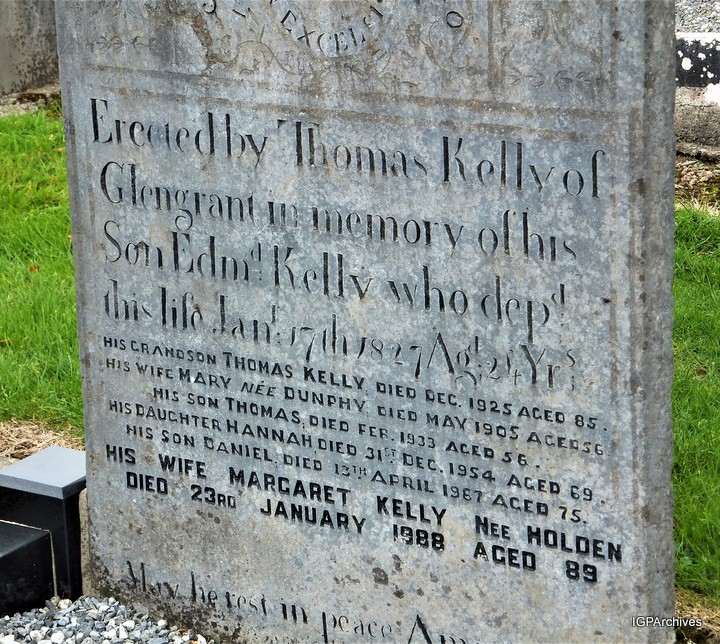 EXCELSI
Erected by Thomas Kelly of
Glengrant in memory of his
Son Edmd. Kelly who depd.
this life Jany. 17th 1827 Agd. 24 Yrs.
HIS GRANDSON THOMAS KELLY, DIED DEC. 1925 AGED 85.
HIS WIFE MARY NÉE DUNPHY, DIED MAY 1905 AGED 56
HIS SON THOMAS, DIED FEB. 1933 AGED 56.
HIS DAUGHTER HANNAH, DIED 31ST DEC. 1954 AGED 69.
HIS SON DANIEL, DIED 13TH APRIL 1967 AGED 75.
HIS WIFE MARGARET KELLY NEE HOLDEN
DIED 23RD JANUARY 1988 AGED 89
May he rest in peace Am
IGPArchives